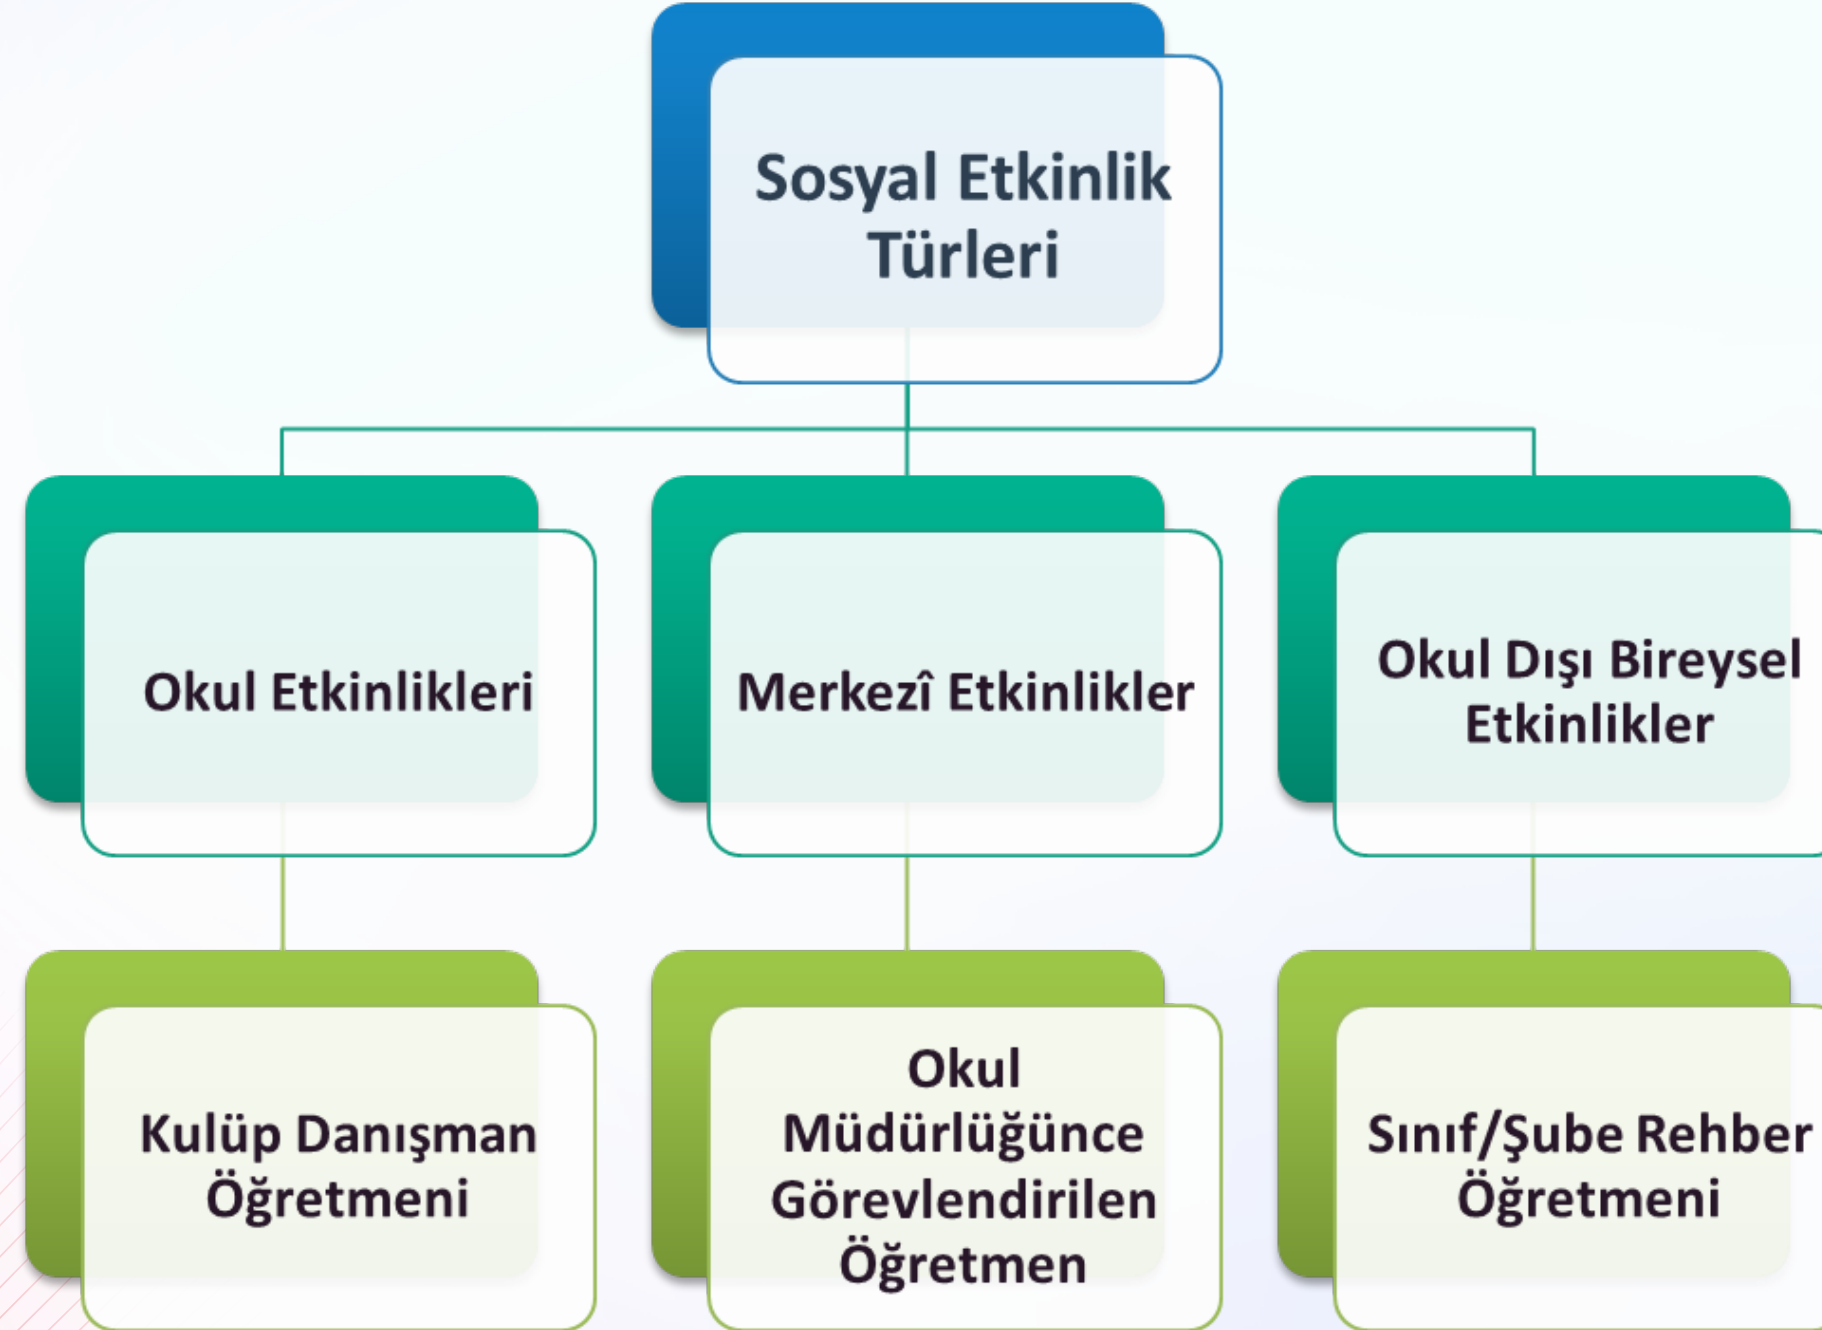 Sosyal Etkinlik
Türleri
Okul Etkinlikleri
Merkezî Etkinlikler
Okul Dışı Bireysel
Etkinlikler
Kulüp Danışman
Öğretmeni
Okul
Müdürlüğünce
Görevlendirilen
Öğretmen
Sınıf/Şube Rehber
Öğretmeni